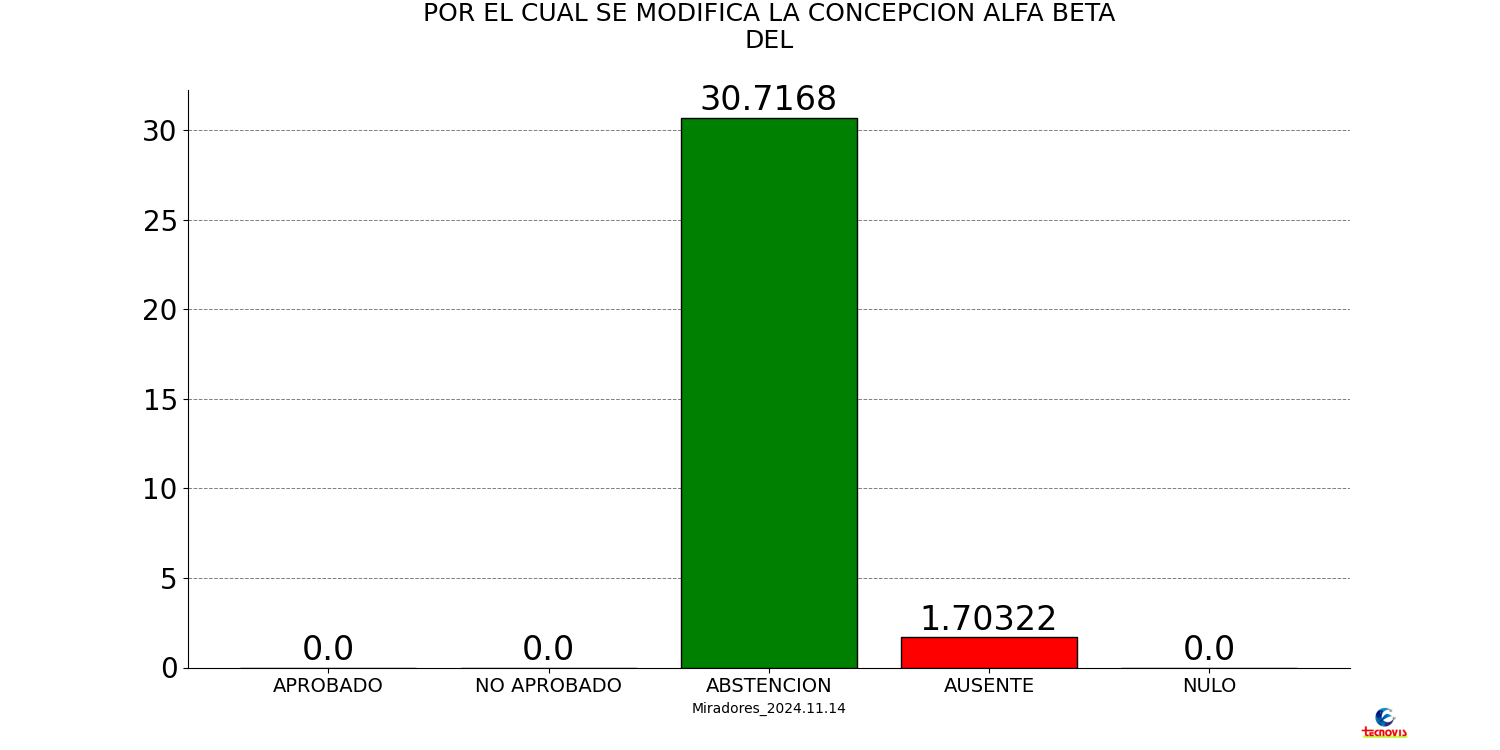 POR EL CUAL SE MODIFICA LA CONCEPCION ALFA BETA
DEL
30.7168
30
25
20
15
10
5
1.70322
0.0 0.0 0.0
0
APROBADO NO APROBADO ABSTENCION AUSENTE NULO
Miradores_2024.11.14
tecnovis